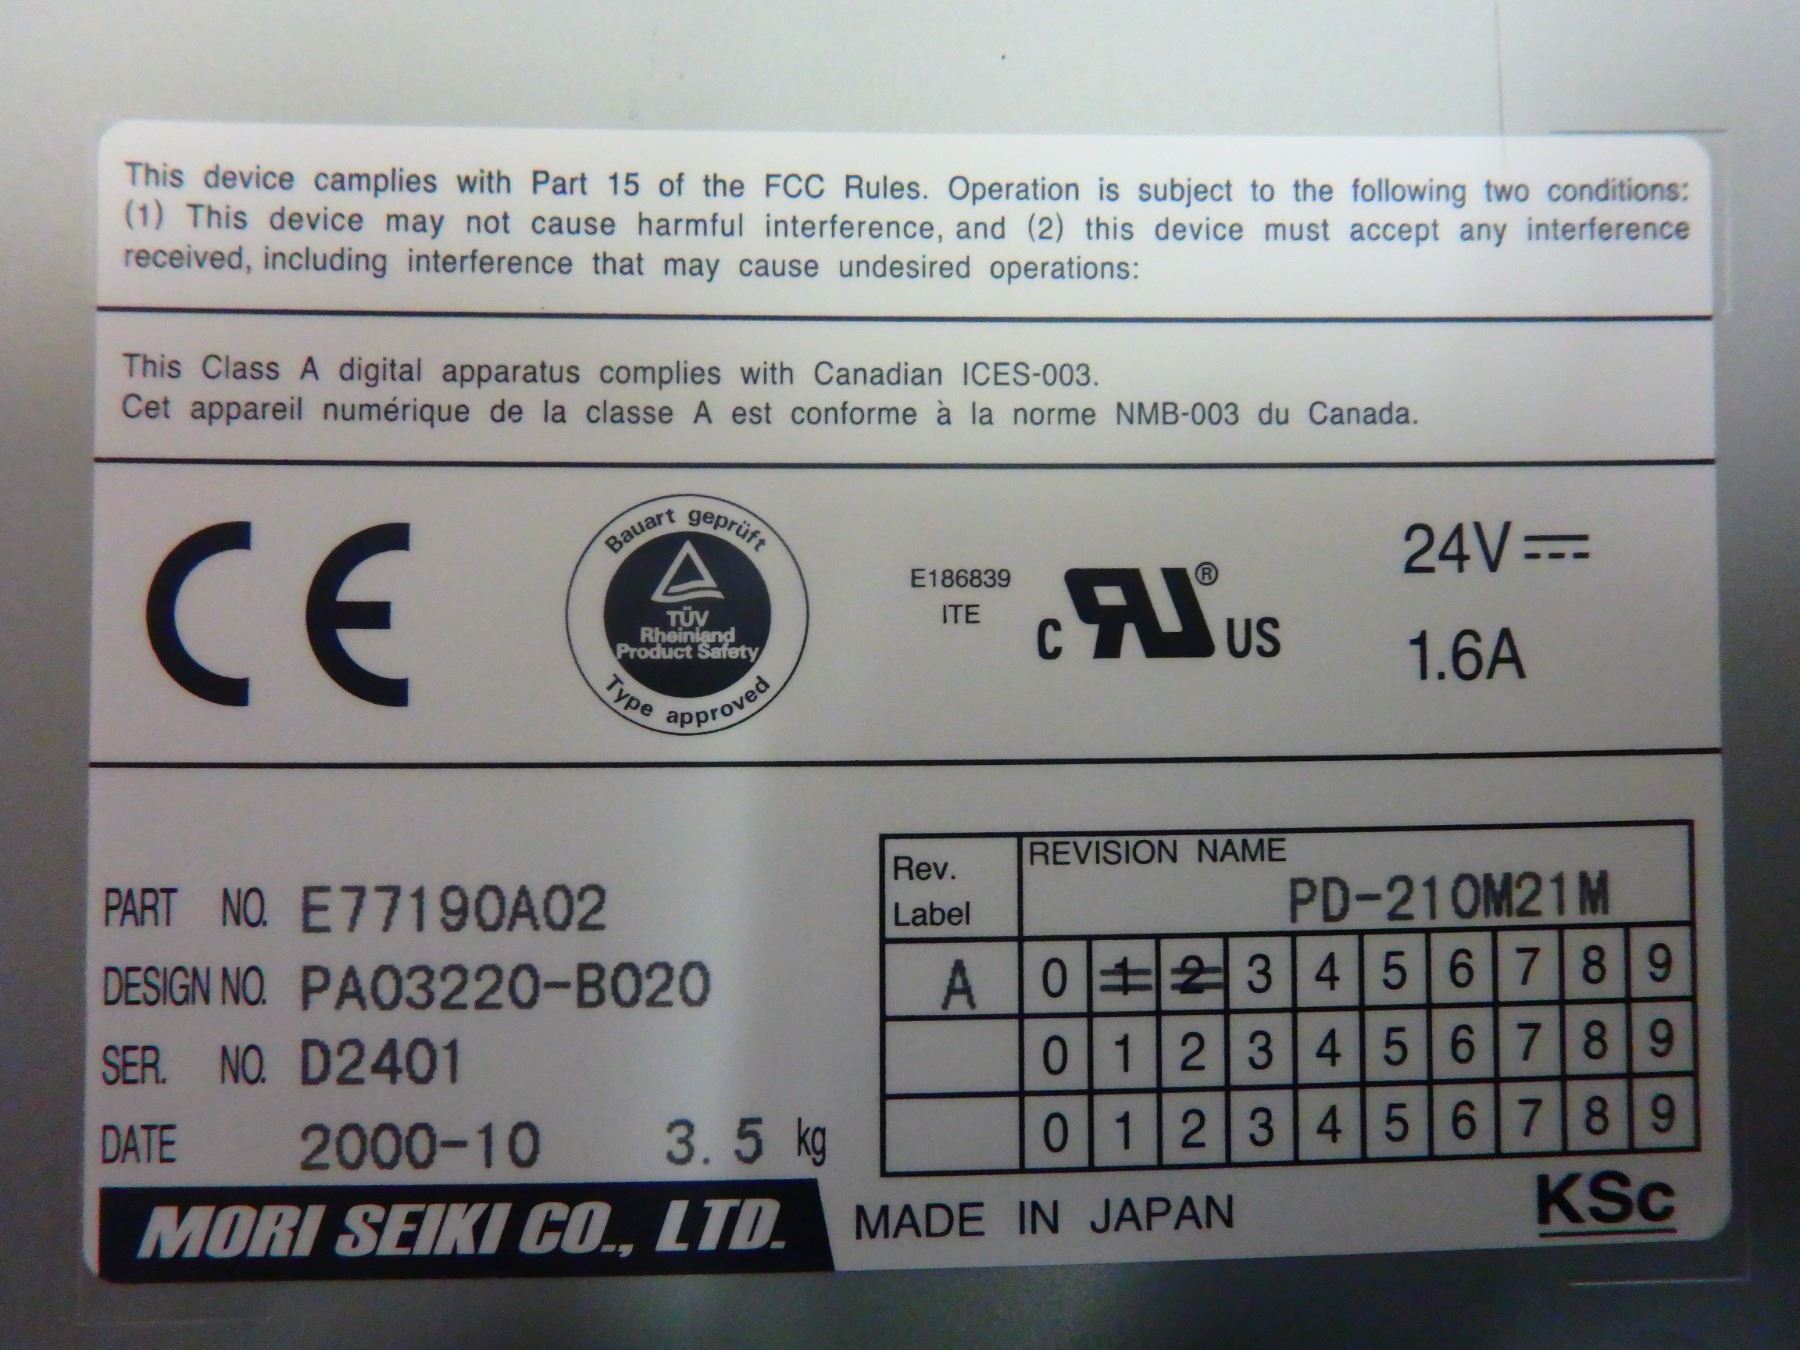 This device camplies with Part 15 of the FCC Rules. Operation is subject to the following two conditions:
(1) This device may not cause harmful interference, and (2) this device must accept any interference
received, including interference that may cause undesired operations:
This Class A digital apparatus complies with Canadian ICES-003.
Cet appareil numérique de la classe A est conforme à la norme NMB-003 du Canada.
CE
Bauart geprüft
TÜV
Rheinland
Product Safety
Type approved
E186839
ITE
C RU ® US
24V
1.6A
PART NO. E77190A02
DESIGN NO. PA03220-B020
SER. NO. D2401
DATE 2000-10 3.5 kg
Rev. Label
REVISION NAME
PD-210M21M
A 0 1 2 3 4 5 6 7 8 9
0 1 2 3 4 5 6 7 8 9
0 1 2 3 4 5 6 7 8 9
MORI SEIKI CO., LTD. MADE IN JAPAN KSc